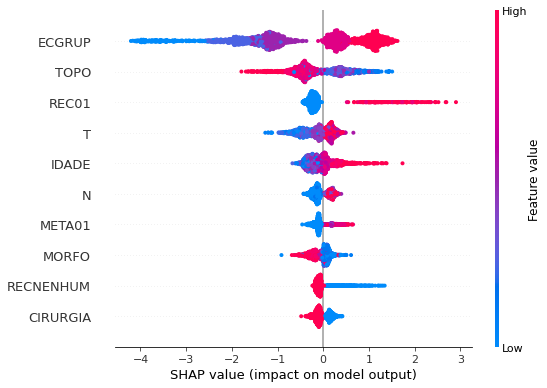 High
ECGRUP
TOPO
REC01
T
IDADE
N
META01
MORFO
RECNENHUM
CIRURGIA
Feature value
Low
−4 −3 −2 −1 0 1 2 3
SHAP value (impact on model output)